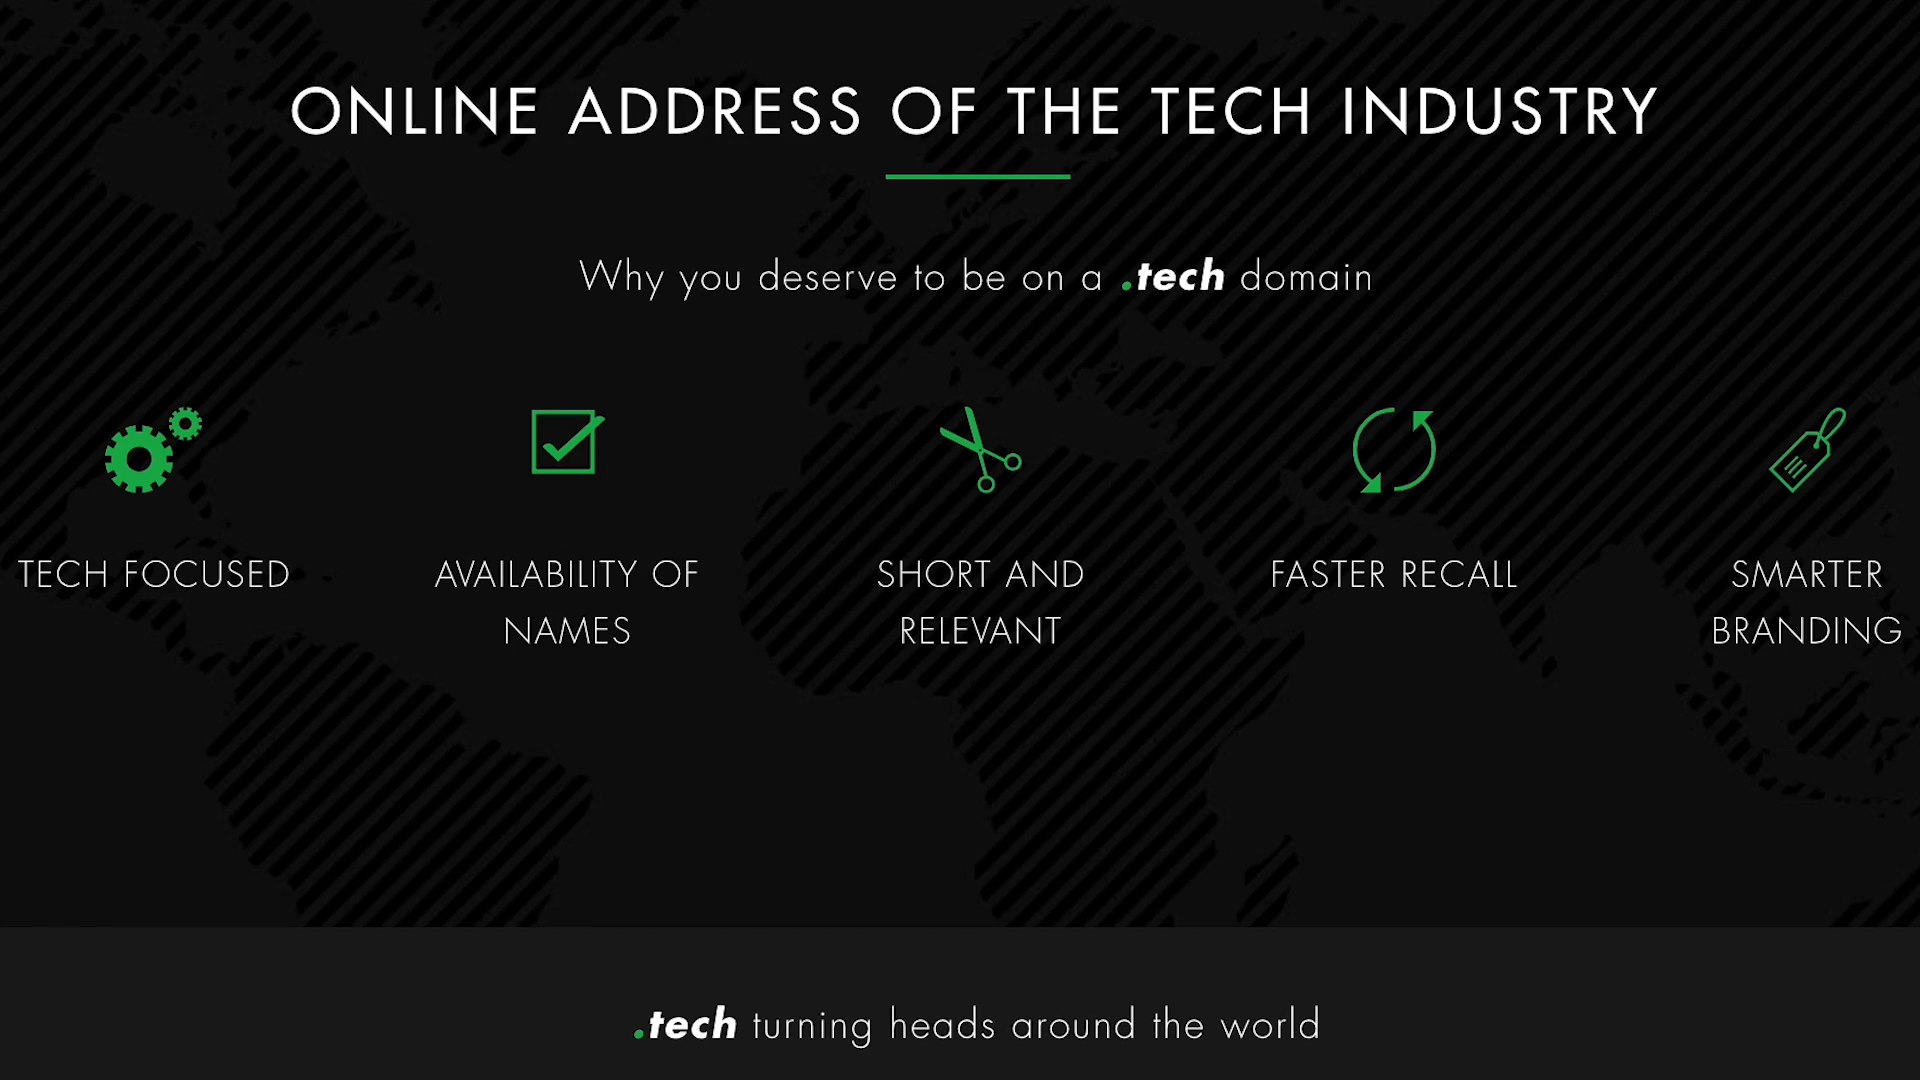 ONLINE ADDRESS OF THE TECH INDUSTRY
Why you deserve to be on a .tech domain
TECH FOCUSED
AVAILABILITY OF
NAMES
SHORT AND
RELEVANT
FASTER RECALL
SMARTER
BRANDING
.tech turning heads around the world